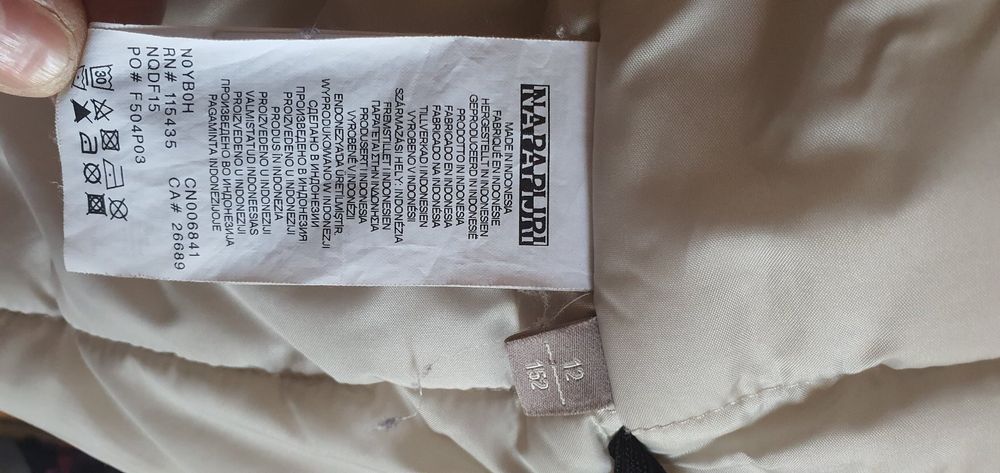 NAPAPIJRI
MADE IN INDONESIA
FABRIQUÉ EN INDONÉSIE
HERGESTELLT IN INDONESIEN
GEPRODUCEERD IN INDONESIË
PRODOTTO IN INDONESIA
FABRICADO EN INDONESIA
FABRICADO NA INDONÉSIA
TILLVERKAD I INDONESIEN
VYROBENO V INDONÉSII
SZÁRMAZÁSI HELY: INDONÉZIA
FREMSTILLET I INDONESIEN
ΠΑΡΑΓΕΤΑΙ ΣΤΗΝ ΙΝΔΟΝΗΣΙΑ
PRODUSERT I INDONESIA
VYROBENÉ V INDONÉZII
ENDONEZYA'DA ÜRETILMISTIR.
WYPRODUKOWANO W INDONEZJI
СДЕЛАНО В ИНДОНЕЗИИ
ПРОИЗВЕДЕНО В ИНДОНЕЗИЯ
PROIZVEDENO U INDONEZIJI
PRODUS IN INDONEZIA
PROIZVEDENO U INDONEZIJI
VALMISTATUD INDONEESIAS
PROIZVEDENO V INDONEZIJI
ПРОИЗВЕДЕНО ВО ИНДОНЕЗИЈА
PAGAMINTA INDONEZIJOJE
N0YB0H CN006841
RN# 115435 CA# 26689
NQDF15
PO# F504P03
30
12
152